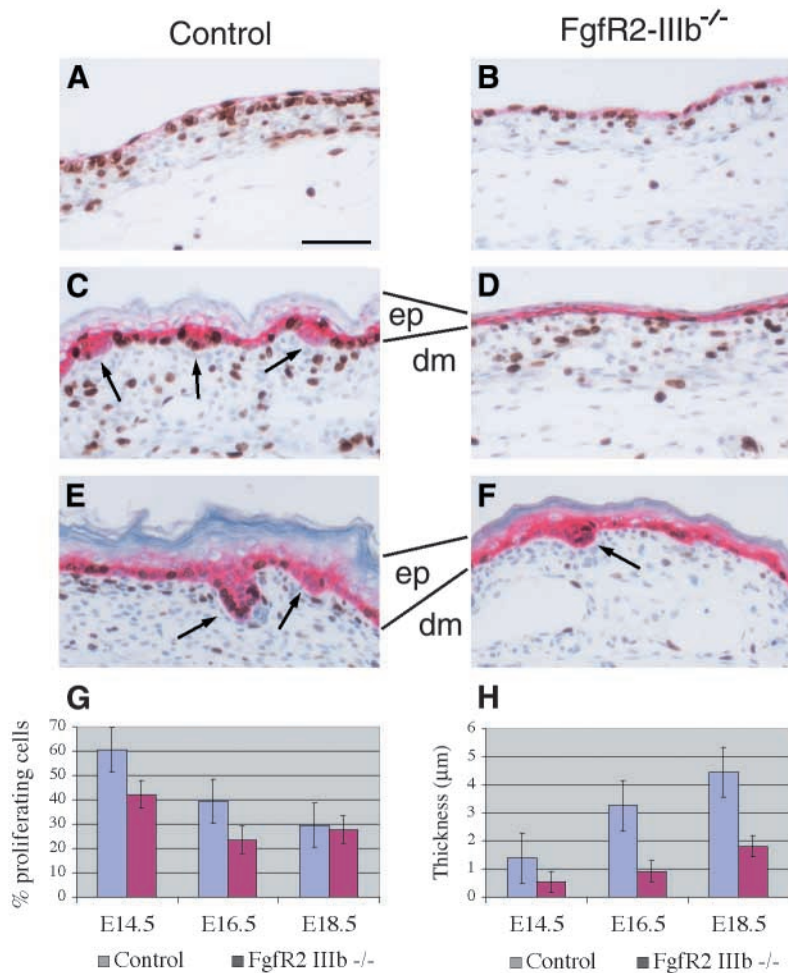 Control
FgfR2-IIIb-/-
A
B
C
D
ep
dm
E
F
ep
dm
G
H
% proliferating cells
70
60
50
40
30
20
10
0
E14.5 E16.5 E18.5
Control FgfR2 IIIb -/-
Thickness (μm)
6
5
4
3
2
1
0
E14.5 E16.5 E18.5
Control FgfR2 IIIb -/-